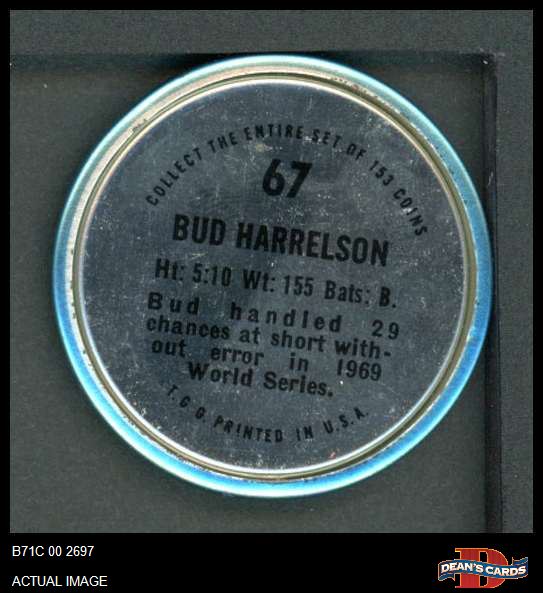 COLLECT THE ENTIRE SET OF 153 COINS
67
BUD HARRELSON
Ht: 5:10 Wt: 155 Bats: B.
Bud handled 29
chances at short with-
out error in 1969
World Series.
T. C. G. PRINTED IN U.S.A.
B71C 00 2697
ACTUAL IMAGE
DEAN'S CARDS